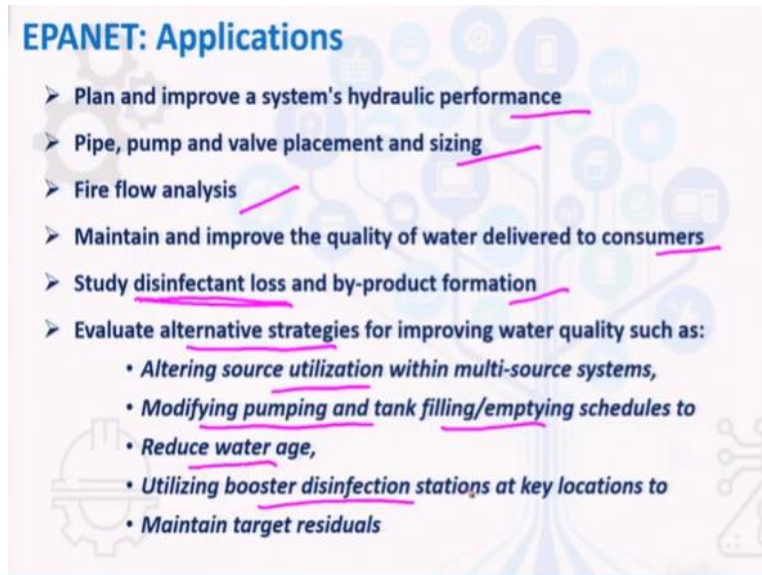 EPANET: Applications
➢ Plan and improve a system's hydraulic performance
➢ Pipe, pump and valve placement and sizing
➢ Fire flow analysis
➢ Maintain and improve the quality of water delivered to consumers
➢ Study disinfectant loss and by-product formation
➢ Evaluate alternative strategies for improving water quality such as:
• Altering source utilization within multi-source systems,
• Modifying pumping and tank filling/emptying schedules to
• Reduce water age,
• Utilizing booster disinfection stations at key locations to
• Maintain target residuals